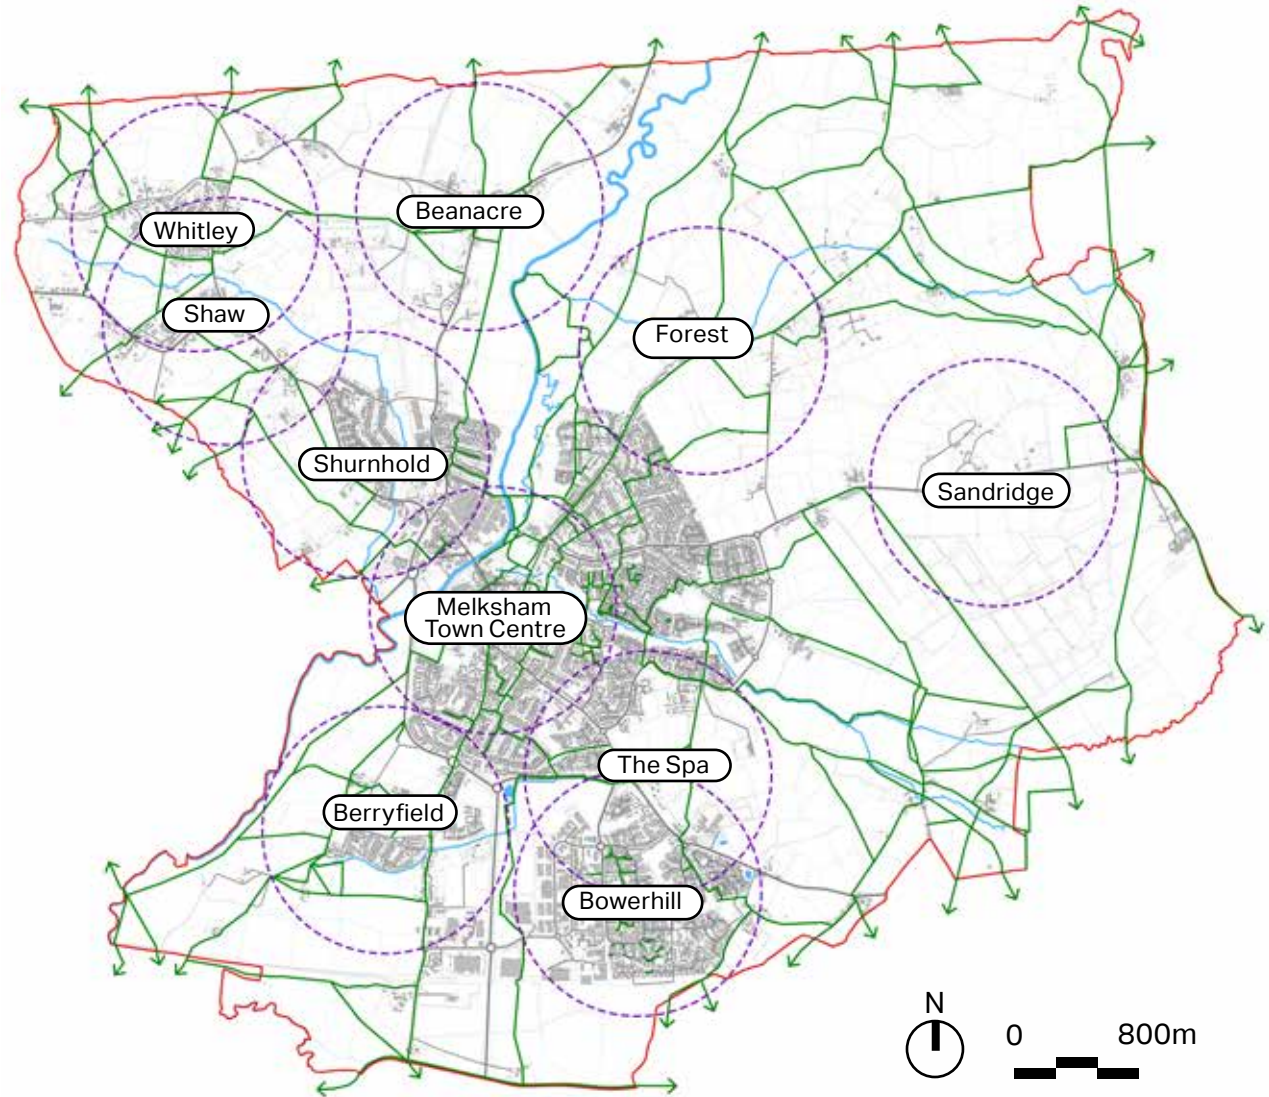 Beanacre
Whitley
Shaw
Forest
Shurnhold
Sandridge
Melksham
Town Centre
The Spa
Berryfield
Bowerhill
N
0 800m